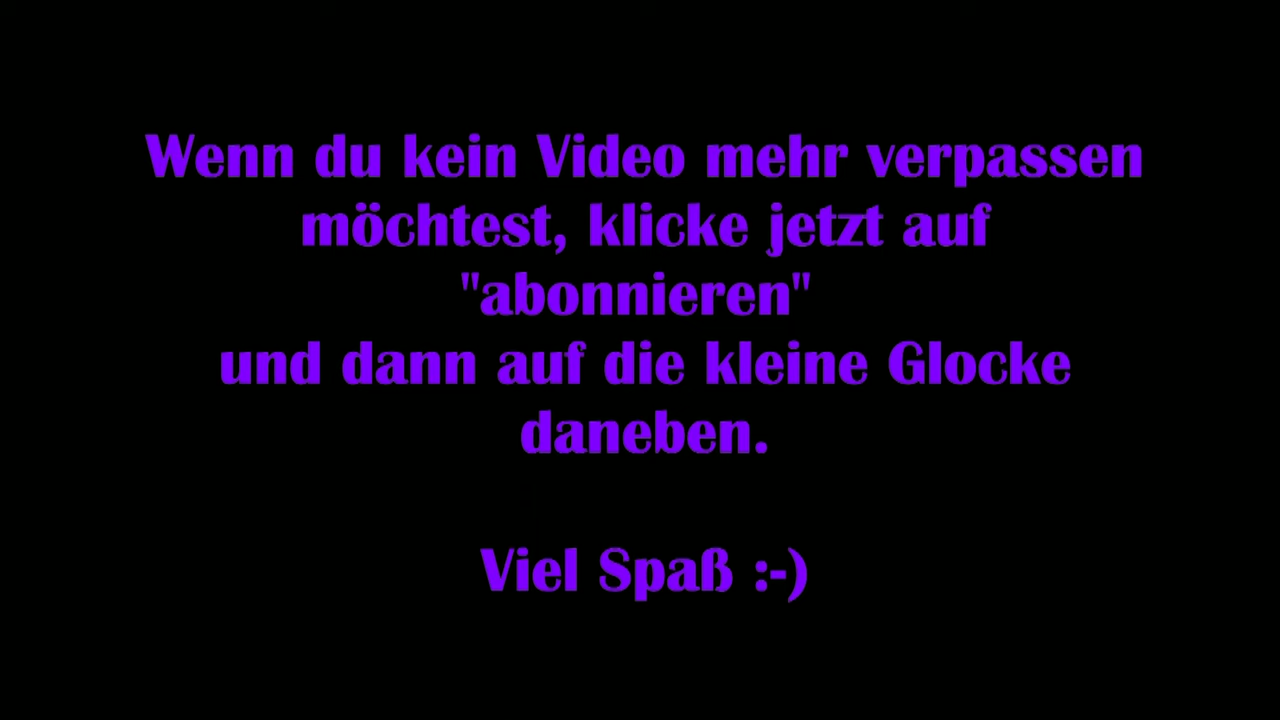 Wenn du kein Video mehr verpassen
möchtest, klicke jetzt auf
"abonnieren"
und dann auf die kleine Glocke
daneben.
Viel Spaß :-)